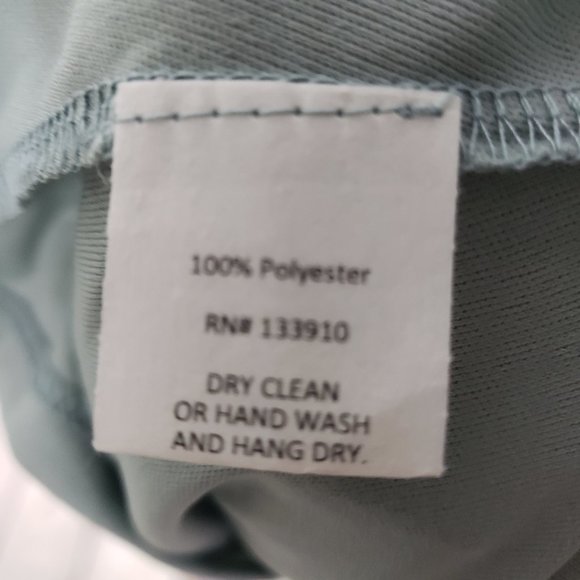 100% Polyester
RN# 133910
DRY CLEAN
OR HAND WASH
AND HANG DRY.